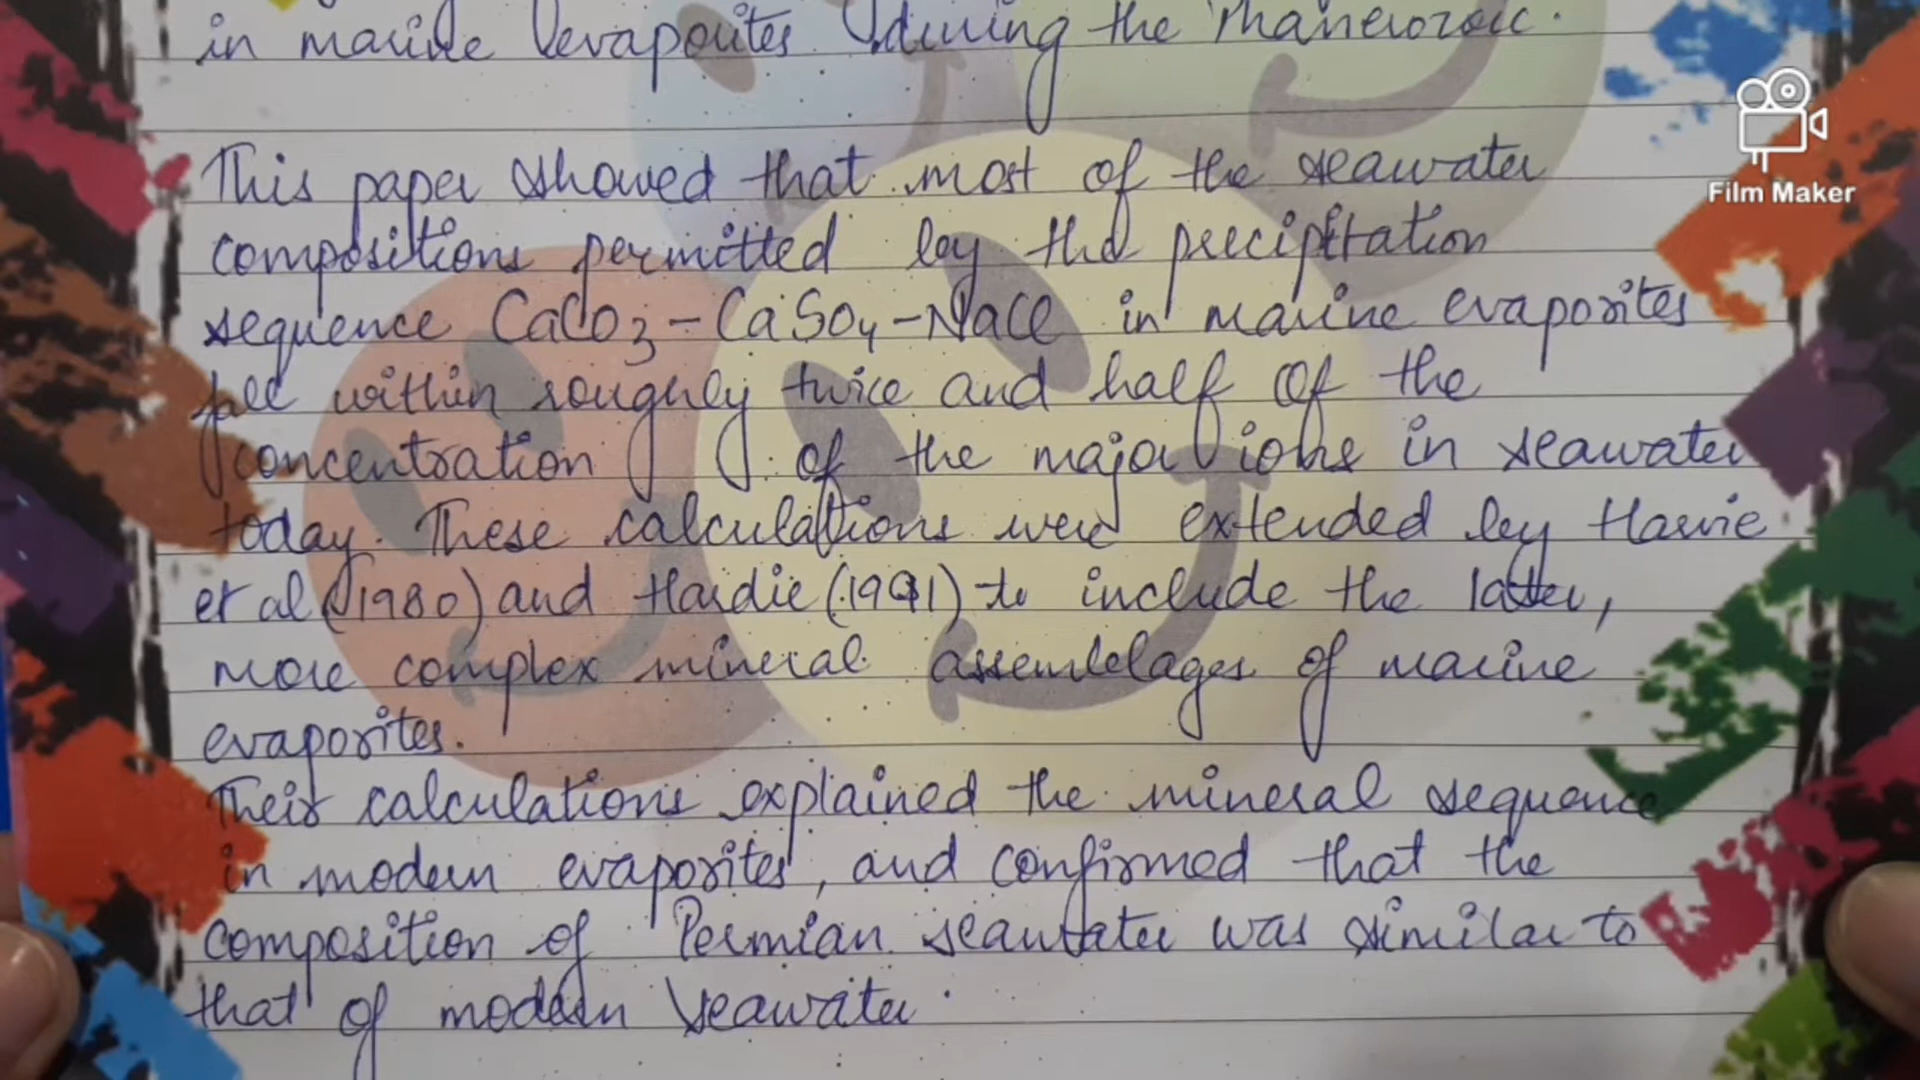 in marine evaporites during the Phanerozoic.
Film Maker
This paper showed that most of the seawater
compositions permitted by the precipitation
sequence CaCO3-CaSO4-NaCl in marine evaporites
fall within roughly twice and half of the
concentration of the major ions in seawater
today. These calculations were extended by Harvie
et al (1980) and Hardie (1991) to include the latter,
more complex mineral assemblages of marine
evaporites.
Their calculations explained the mineral sequence
in modern evaporites, and confirmed that the
composition of Permian seawater was similar to
that of modern seawater.